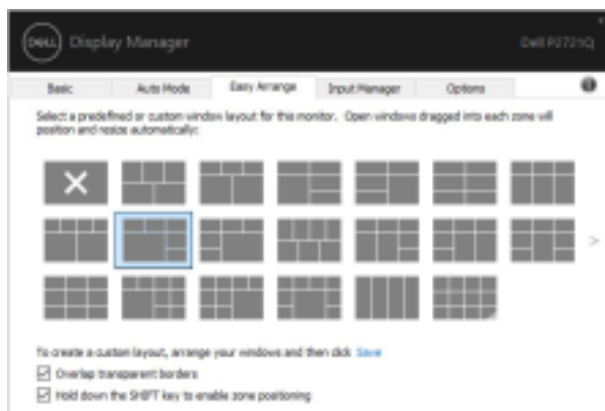 DELL Display Manager
Dell P2721Q
Basic Auto Mode Easy Arrange Input Manager Options
Select a predefined or custom window layout for this monitor. Open windows dragged into each zone will
position and resize automatically:
To create a custom layout, arrange your windows and then click Save
Overlap transparent borders
Hold down the SHIFT key to enable zone positioning